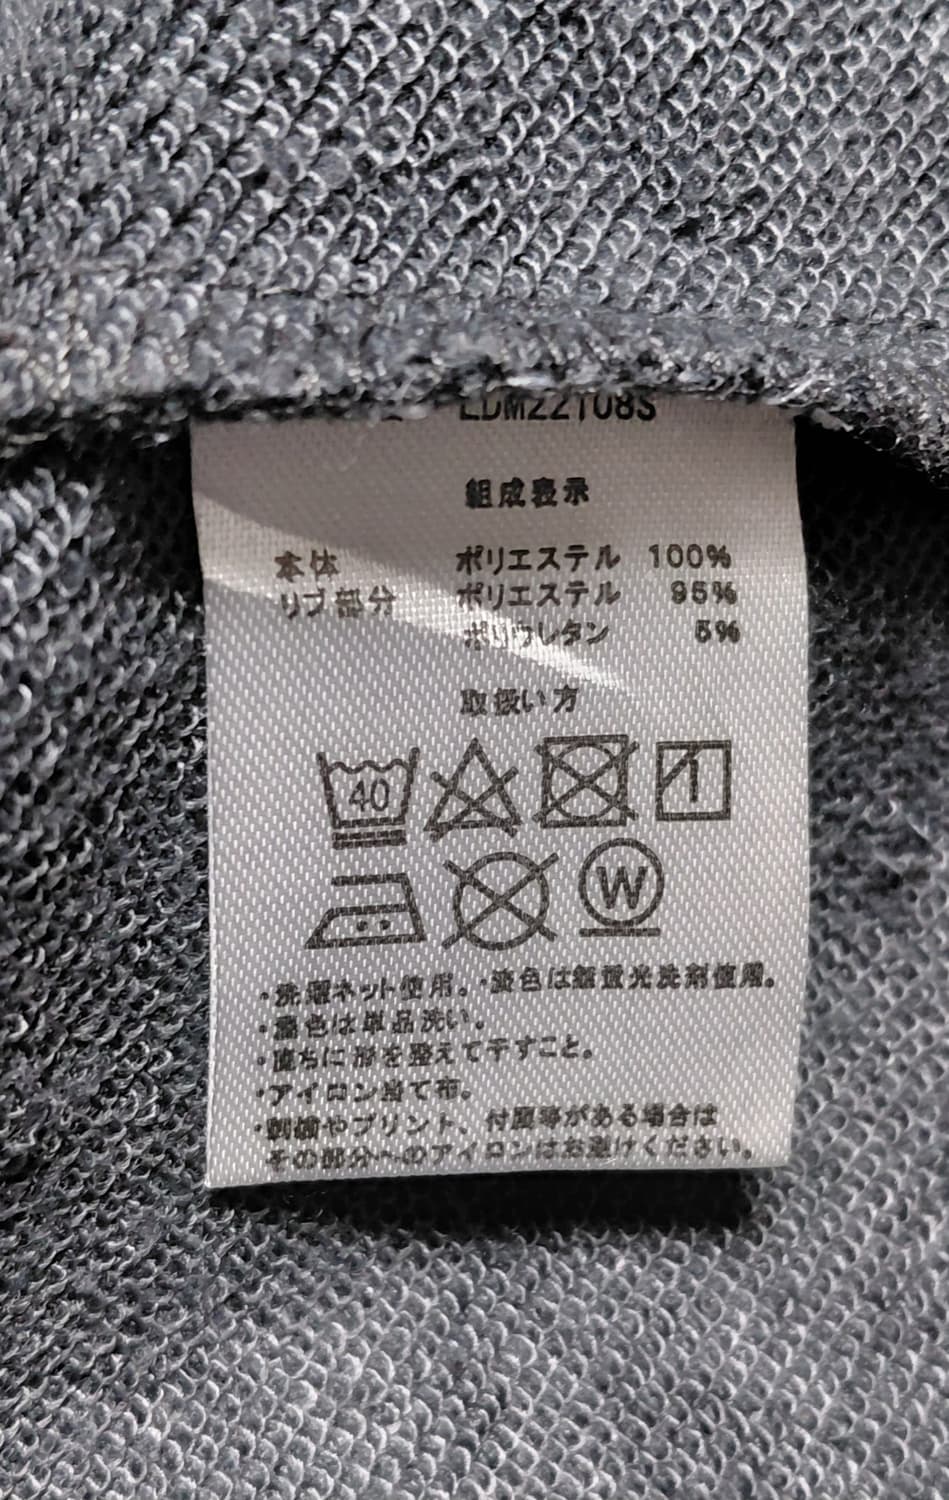 LDM22108S
組成表示
本体 ポリエステル 100%
リブ部分 ポリエステル 95%
ポリウレタン 5%
取扱い方
40
W
・洗濯ネット使用。・淡色は無蛍光洗剤使用。
・濃色は単品洗い。
・直ちに形を整えて干すこと。
・アイロン当て布。
・刺繍やプリント、付属等がある場合は
その部分へのアイロンはお避けください。